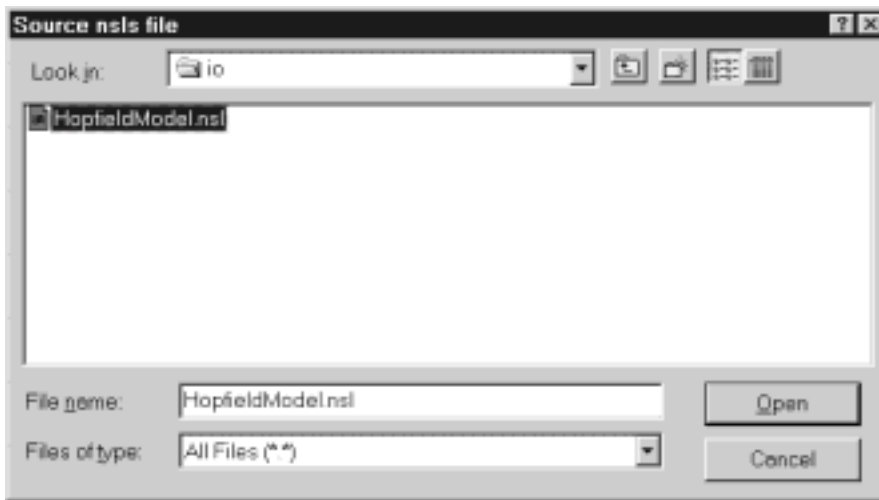 Source nsls file
Look in: io
HopfieldModel.nsl
File name: HopfieldModel.nsl Open
Files of type: All Files (*.*) Cancel